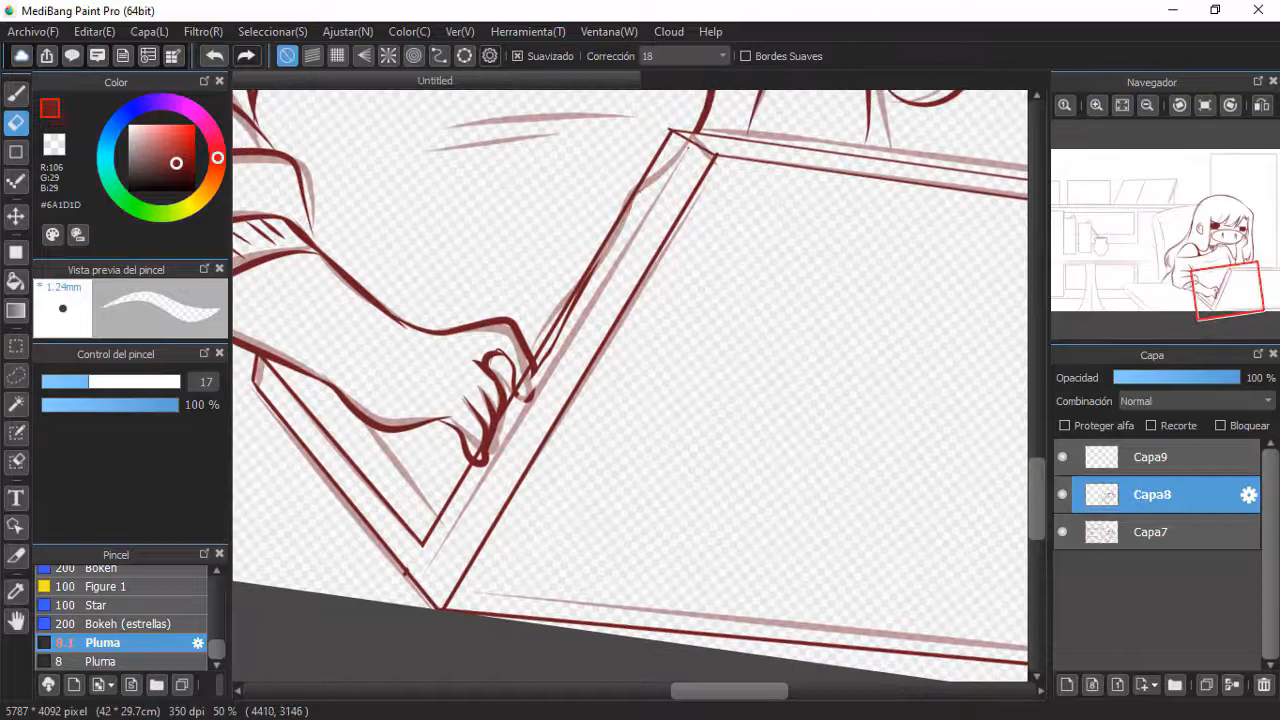 MediBang Paint Pro (64bit)
Archivo(F) Editar(E) Capa(L) Filtro(R) Seleccionar(S) Ajustar(N) Color(C) Ver(V) Herramienta(T) Ventana(W) Cloud Help
Suavizado Corrección 18 Bordes Suaves
Color
Untitled
Navegador
R:106
G:29
B:29
#6A1D1D
Vista previa del pincel
* 1.24mm
Control del pincel
17
100 %
Capa
Opacidad 100 %
Combinación Normal
Proteger alfa Recorte Bloquear
Capa9
Capa8
Capa7
Pincel
200 Bokeh
100 Figure 1
100 Star
200 Bokeh (estrellas)
8.1 Pluma
8 Pluma
5787 * 4092 pixel (42 * 29.7cm) 350 dpi 50 % ( 4410, 3146 )